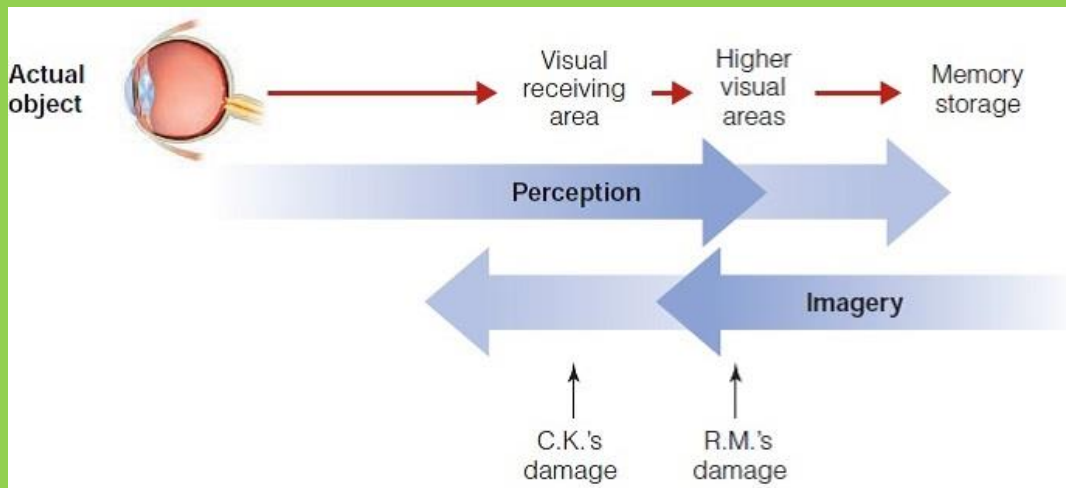 Actual
object
Visual
receiving
area
Higher
visual
areas
Memory
storage
Perception
Imagery
C.K.'s
damage
R.M.'s
damage